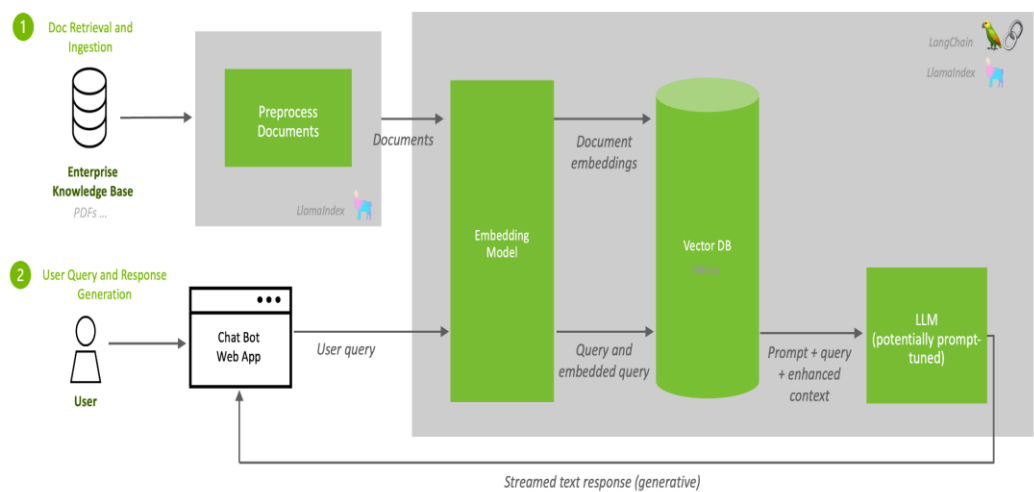 1
Doc Retrieval and
Ingestion
Enterprise
Knowledge Base
PDFs ...
Preprocess
Documents
LlamaIndex
Documents
LangChain
LlamaIndex
Embedding
Model
Document
embeddings
Vector DB
2
User Query and Response
Generation
User
Chat Bot
Web App
User query
Query and
embedded query
Prompt + query
+ enhanced
context
LLM
(potentially prompt-
tuned)
Streamed text response (generative)